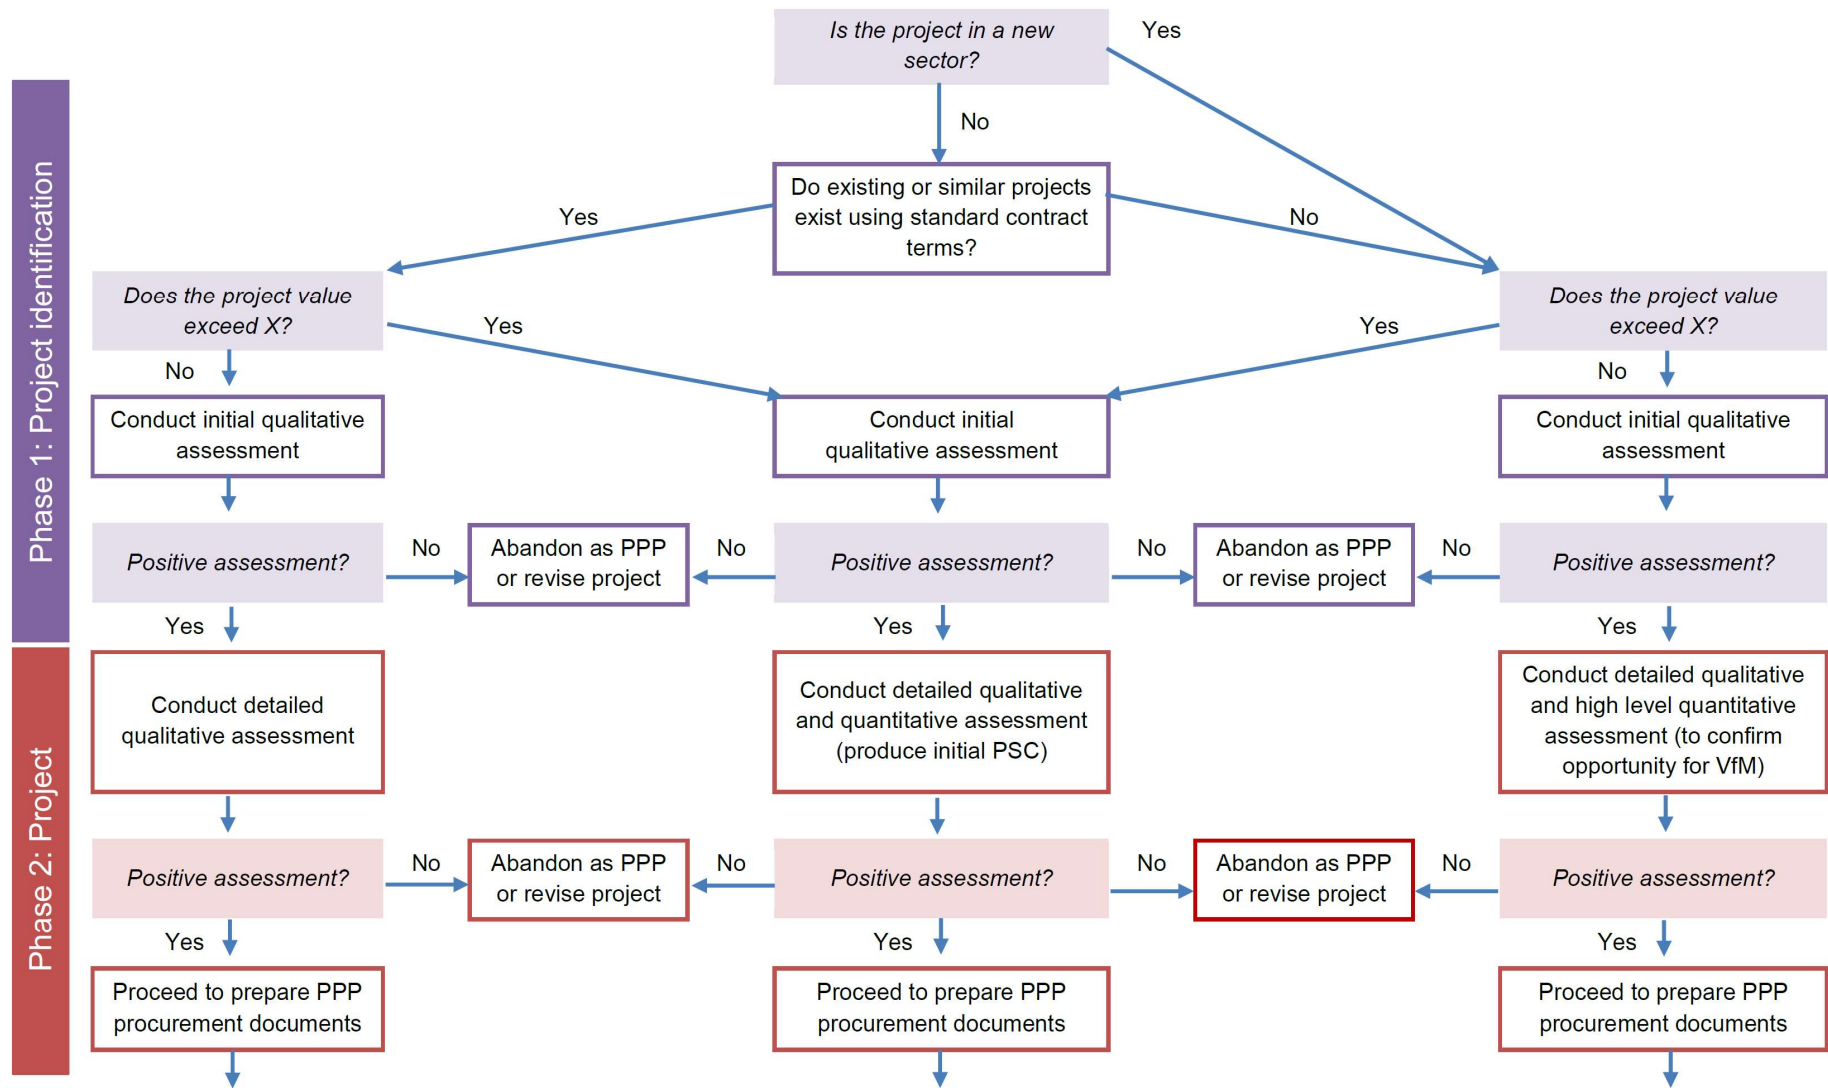 Is the project in a new
sector?
Yes
No
Phase 1: Project identification
Do existing or similar projects
exist using standard contract
terms?
Yes
No
Does the project value
exceed X?
Yes
Yes
Does the project value
exceed X?
No
No
Conduct initial qualitative
assessment
Conduct initial
qualitative assessment
Conduct initial qualitative
assessment
Positive assessment?
No
Abandon as PPP
or revise project
No
Positive assessment?
No
Abandon as PPP
or revise project
No
Positive assessment?
Yes
Yes
Yes
Phase 2: Project
Conduct detailed
qualitative assessment
Conduct detailed qualitative
and quantitative assessment
(produce initial PSC)
Conduct detailed qualitative
and high level quantitative
assessment (to confirm
opportunity for VfM)
Positive assessment?
No
Abandon as PPP
or revise project
No
Positive assessment?
No
Abandon as PPP
or revise project
No
Positive assessment?
Yes
Yes
Yes
Proceed to prepare PPP
procurement documents
Proceed to prepare PPP
procurement documents
Proceed to prepare PPP
procurement documents